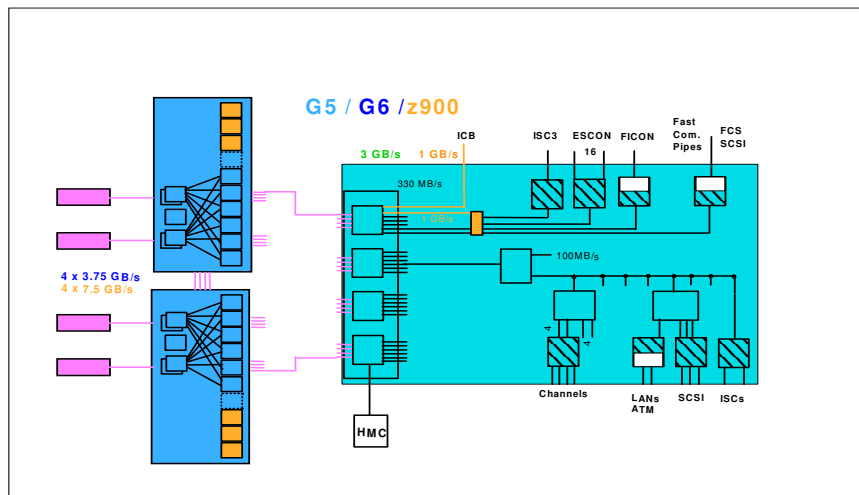 G5 / G6 / z900
ICB
ISC3
ESCON
16
FICON
Fast
Com.
Pipes
FCS
SCSI
3 GB/s
1 GB/s
330 MB/s
1 GB/s
100MB/s
4 x 3.75 GB/s
4 x 7.5 GB/s
4
4
Channels
LANs
ATM
SCSI
ISCs
HMC